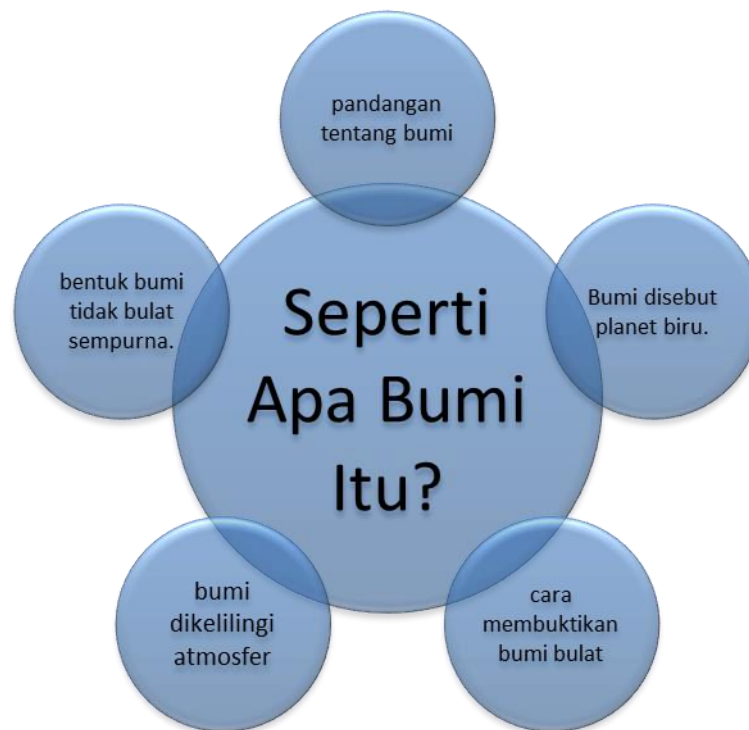 pandangan
tentang bumi
bentuk bumi
tidak bulat
sempurna.
Seperti
Apa Bumi
Itu?
Bumi disebut
planet biru.
bumi
dikelilingi
atmosfer
cara
membuktikan
bumi bulat